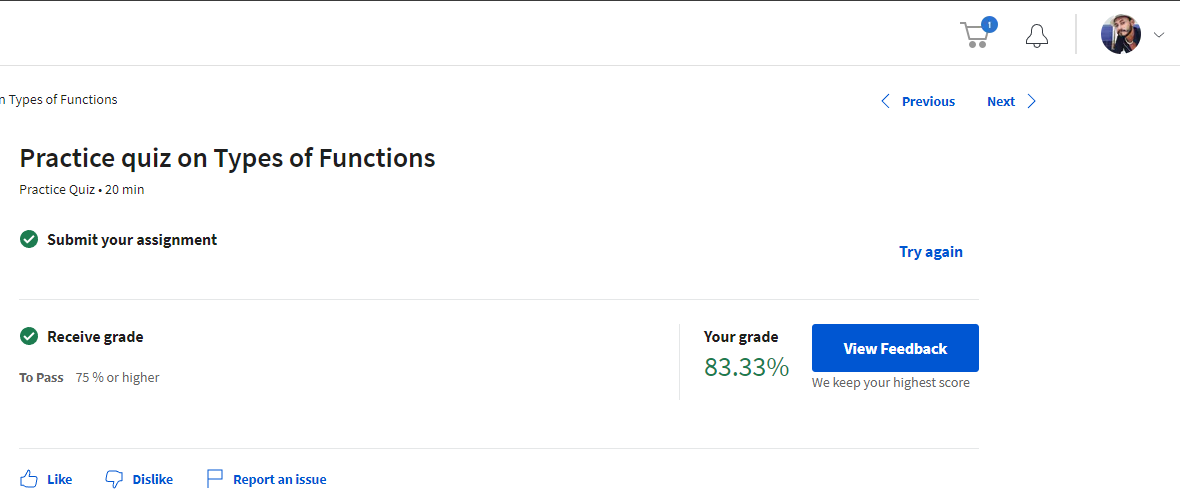 1
n Types of Functions
Previous
Next
Practice quiz on Types of Functions
Practice Quiz • 20 min
Submit your assignment
Try again
Receive grade
To Pass 75 % or higher
Your grade
83.33%
View Feedback
We keep your highest score
Like
Dislike
Report an issue